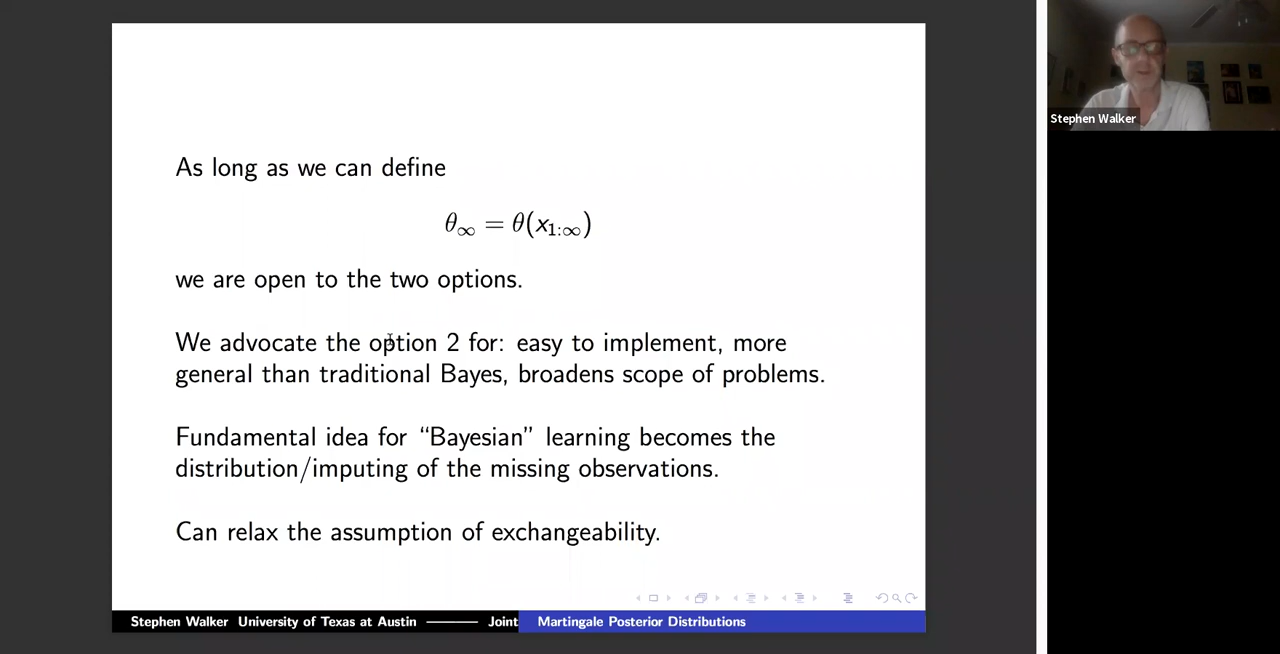 As long as we can define
θ∞ = θ(x1:∞)
we are open to the two options.
We advocate the option 2 for: easy to implement, more
general than traditional Bayes, broadens scope of problems.
Fundamental idea for “Bayesian” learning becomes the
distribution/imputing of the missing observations.
Can relax the assumption of exchangeability.
Stephen Walker University of Texas at Austin ——— Joint
Martingale Posterior Distributions
Stephen Walker